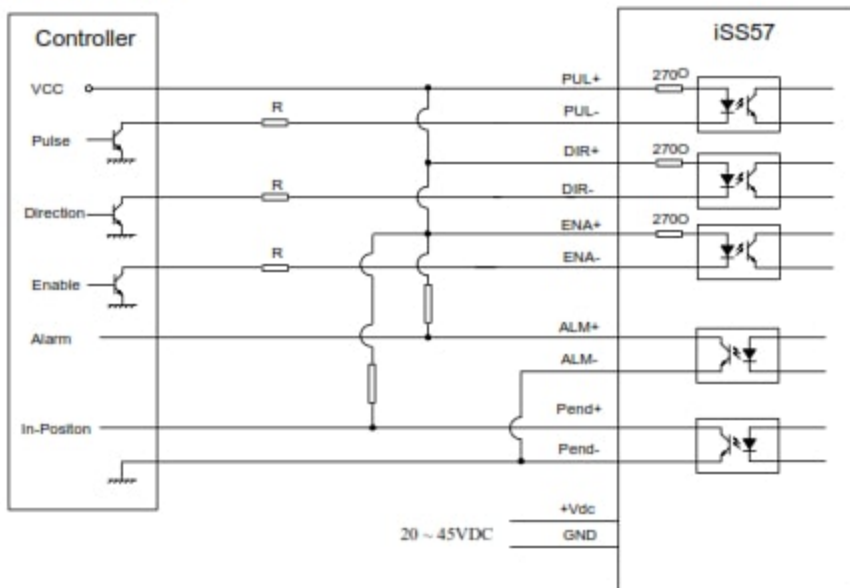 Controller
iSS57
VCC
PUL+
270Ω
R
PUL-
Pulse
DIR+
270Ω
R
DIR-
Direction
ENA+
270Ω
R
ENA-
Enable
Alarm
ALM+
ALM-
In-Positon
Pend+
Pend-
+Vdc
20 ~ 45VDC
GND